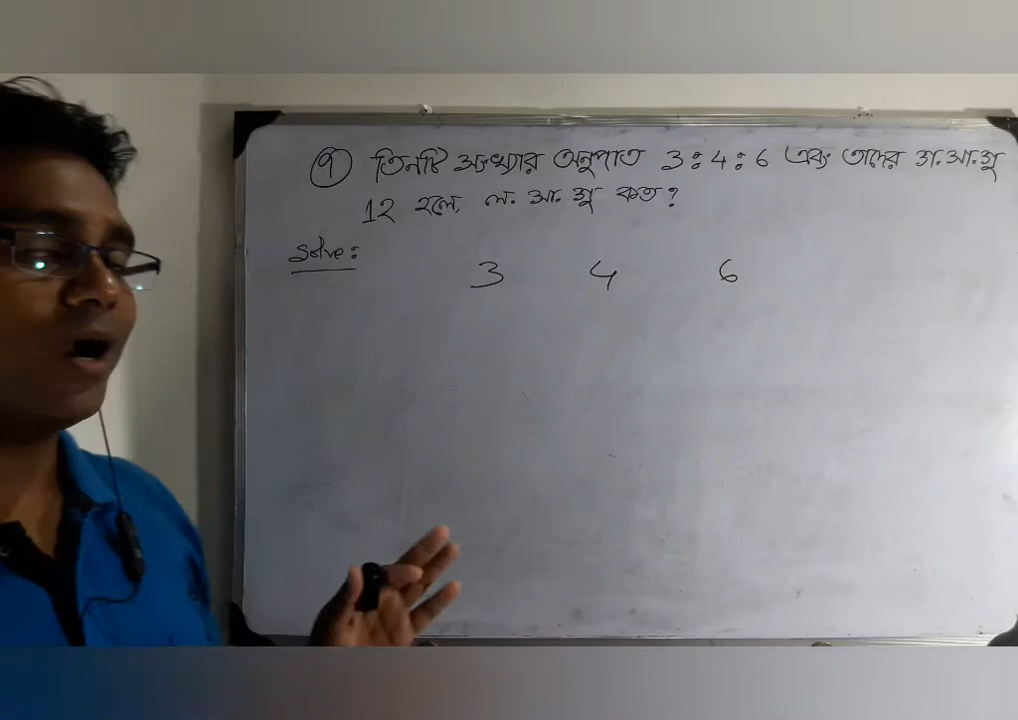 ৭ তিনটি সংখ্যার অনুপাত 3:4:6 এবং তাদের গ.সা.গু
12 হলে, ল. সা. গু কত?
Solve:
3 4 6